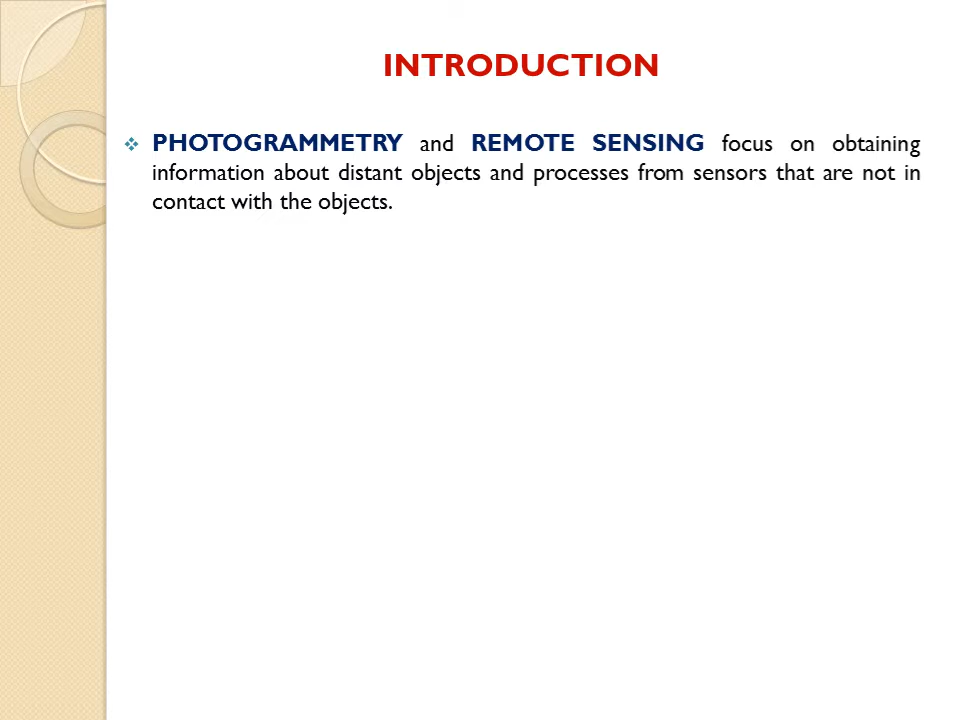 INTRODUCTION
❖ PHOTOGRAMMETRY and REMOTE SENSING focus on obtaining
information about distant objects and processes from sensors that are not in
contact with the objects.